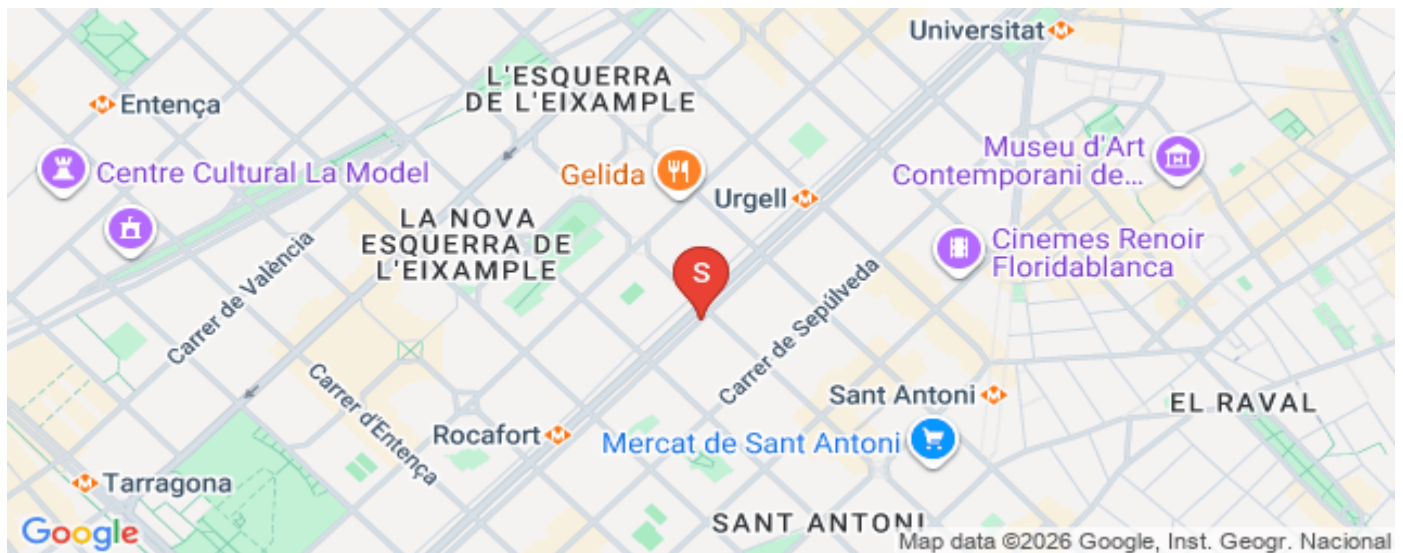 Universitat
L'ESQUERRA
DE L'EIXAMPLE
Entença
Museu d'Art
Contemporani de...
Centre Cultural La Model
Gelida
Urgell
LA NOVA
ESQUERRA DE
L'EIXAMPLE
Cinemes Renoir
Floridablanca
S
Carrer de València
Carrer de Sepúlveda
Carrer d'Entença
Sant Antoni
EL RAVAL
Rocafort
Mercat de Sant Antoni
Tarragona
SANT ANTONI
Google
Map data ©2026 Google, Inst. Geogr. Nacional